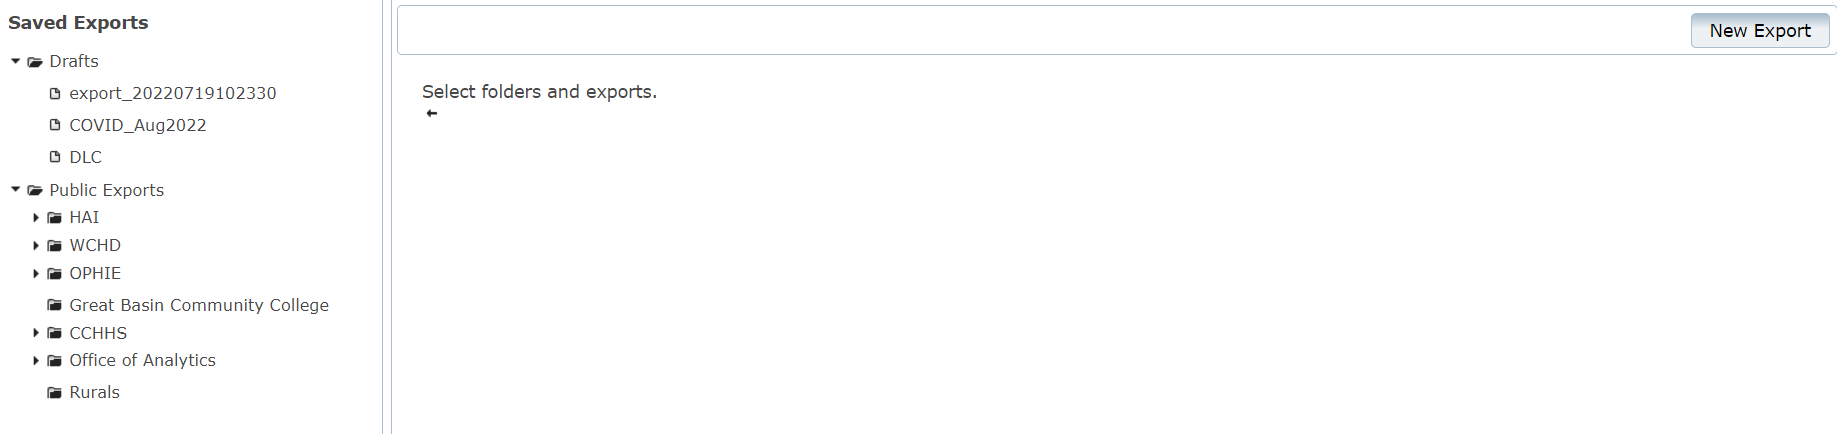 Saved Exports
Drafts
export_20220719102330
COVID_Aug2022
DLC
Public Exports
HAI
WCHD
OPHIE
Great Basin Community College
CCHHS
Office of Analytics
Rurals
New Export
Select folders and exports.